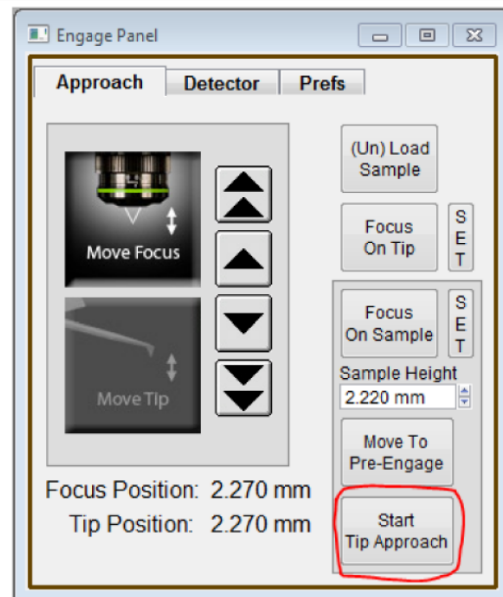 Engage Panel
Approach
Detector
Prefs
Move Focus
Move Tip
(Un) Load
Sample
Focus
On Tip
S
E
T
Focus
On Sample
S
E
T
Sample Height
2.220 mm
Move To
Pre-Engage
Start
Tip Approach
Focus Position: 2.270 mm
Tip Position: 2.270 mm